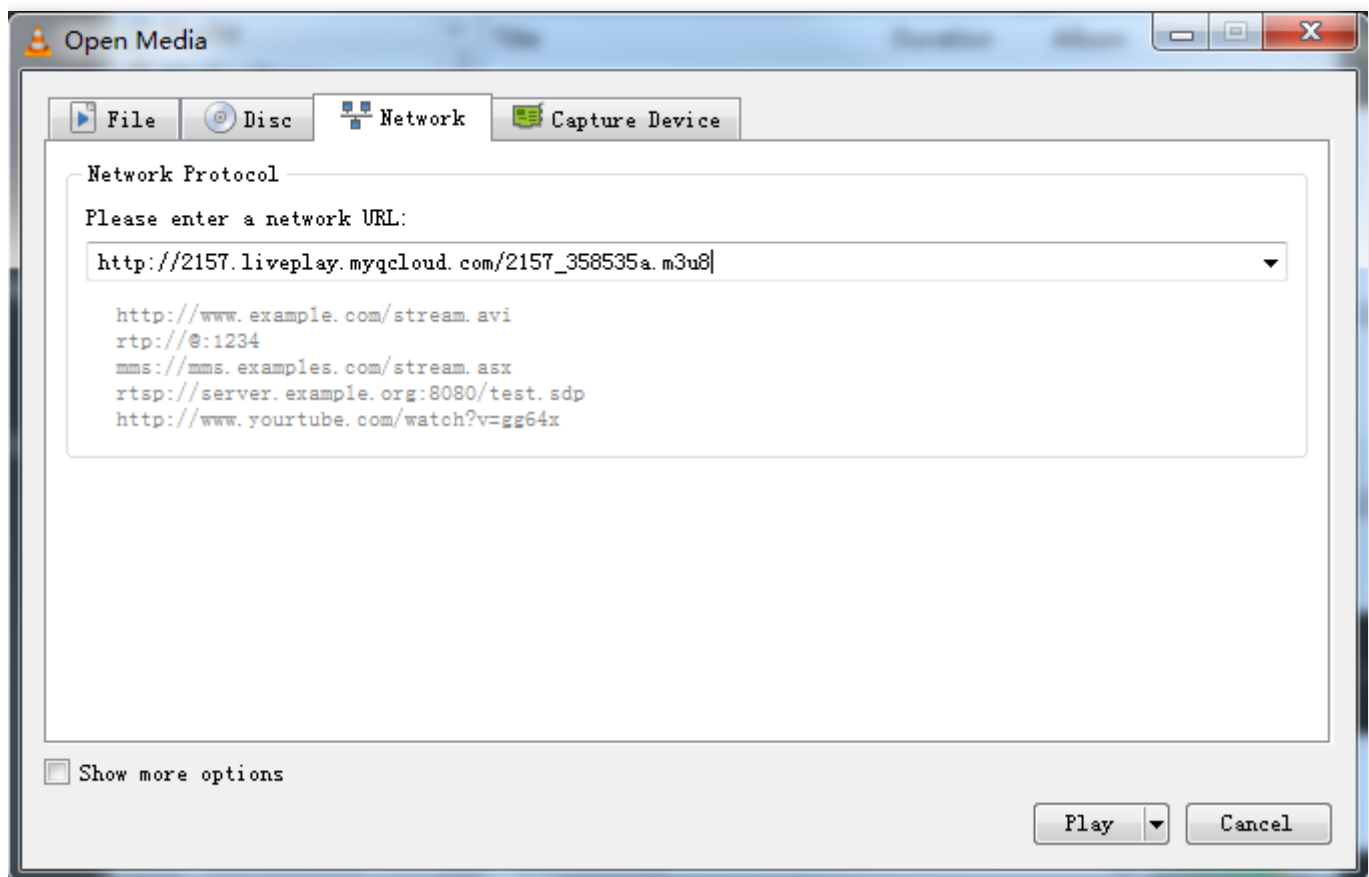 Open Media
File Disc Network Capture Device
Network Protocol
Please enter a network URL:
http://2157.liveplay.myqcloud.com/2157_358535a.m3u8
http://www.example.com/stream.avi
rtp://@:1234
mms://mms.examples.com/stream.asx
rtsp://server.example.org:8080/test.sdp
http://www.yourtube.com/watch?v=gg64x
Show more options
Play Cancel